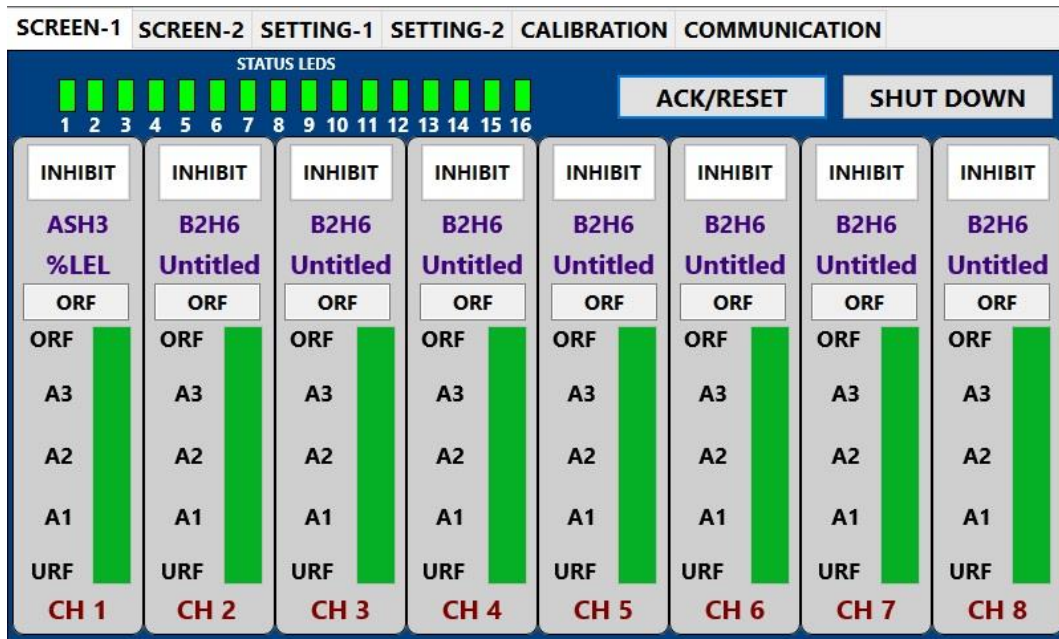 SCREEN-1 SCREEN-2 SETTING-1 SETTING-2 CALIBRATION COMMUNICATION
STATUS LEDS
1 2 3 4 5 6 7 8 9 10 11 12 13 14 15 16
ACK/RESET SHUT DOWN
INHIBIT INHIBIT INHIBIT INHIBIT INHIBIT INHIBIT INHIBIT INHIBIT
ASH3 B2H6 B2H6 B2H6 B2H6 B2H6 B2H6 B2H6
%LEL Untitled Untitled Untitled Untitled Untitled Untitled Untitled
ORF ORF ORF ORF ORF ORF ORF ORF
ORF ORF ORF ORF ORF ORF ORF ORF
A3 A3 A3 A3 A3 A3 A3 A3
A2 A2 A2 A2 A2 A2 A2 A2
A1 A1 A1 A1 A1 A1 A1 A1
URF URF URF URF URF URF URF URF
CH 1 CH 2 CH 3 CH 4 CH 5 CH 6 CH 7 CH 8